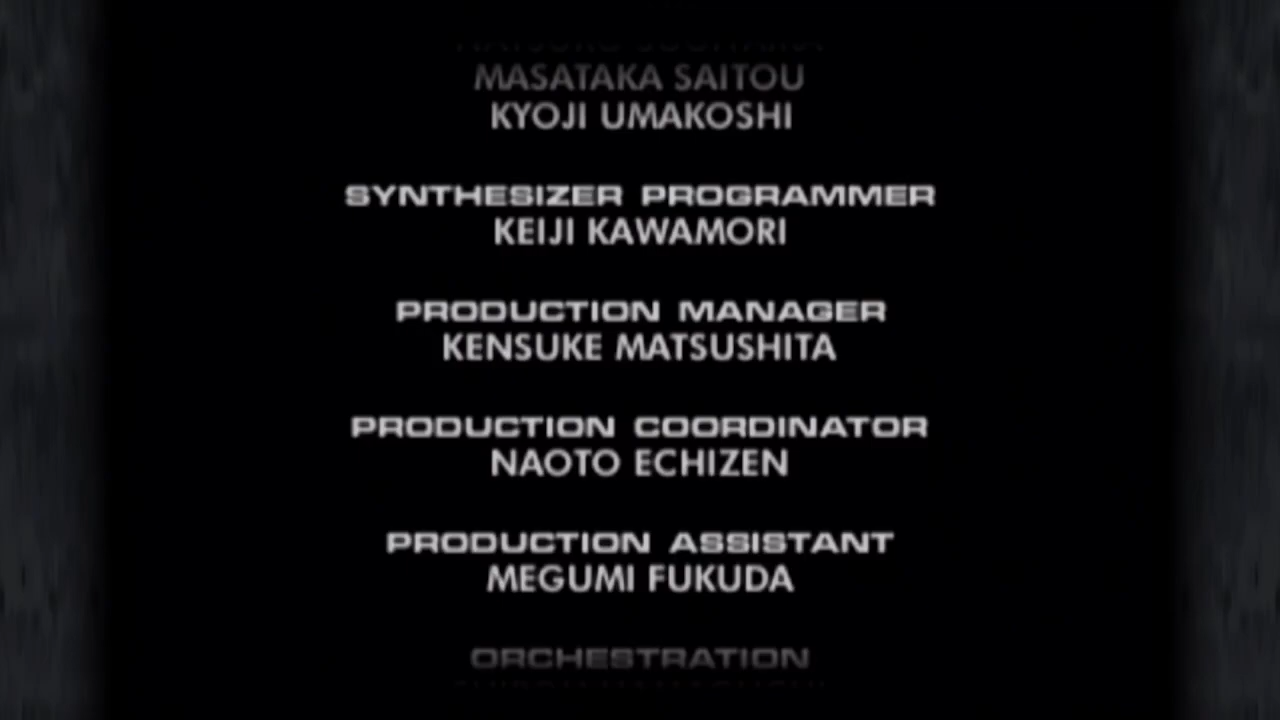 MASATAKA SAITOU
KYOJI UMAKOSHI
SYNTHESIZER PROGRAMMER
KEIJI KAWAMORI
PRODUCTION MANAGER
KENSUKE MATSUSHITA
PRODUCTION COORDINATOR
NAOTO ECHIZEN
PRODUCTION ASSISTANT
MEGUMI FUKUDA
ORCHESTRATION